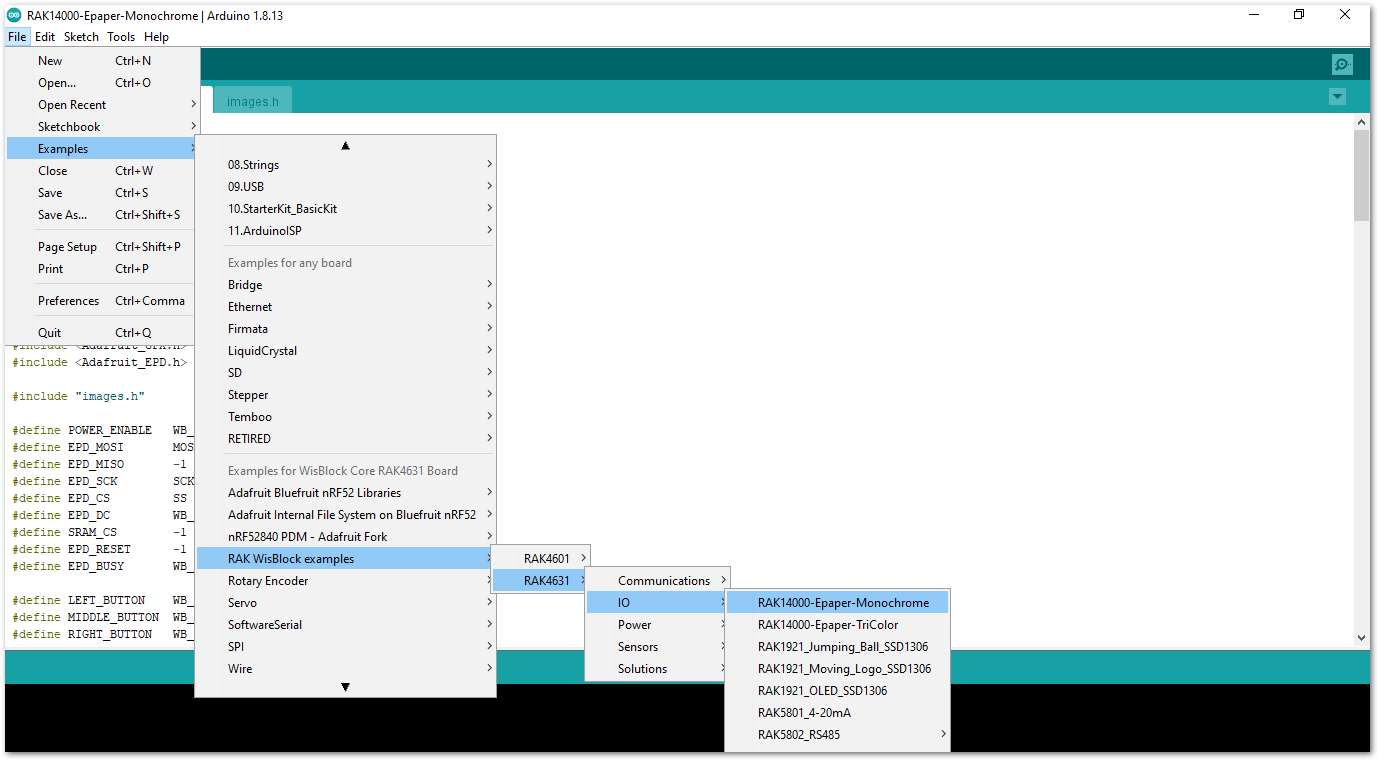 RAK14000-Epaper-Monochrome | Arduino 1.8.13
File Edit Sketch Tools Help
New Ctrl+N
Open... Ctrl+O
Open Recent
Sketchbook
Examples
Close Ctrl+W
Save Ctrl+S
Save As... Ctrl+Shift+S
Page Setup Ctrl+Shift+P
Print Ctrl+P
Preferences Ctrl+Comma
Quit Ctrl+Q
images.h
08.Strings
09.USB
10.StarterKit_BasicKit
11.ArduinoISP
Examples for any board
Bridge
Ethernet
Firmata
LiquidCrystal
SD
Stepper
Temboo
RETIRED
Examples for WisBlock Core RAK4631 Board
Adafruit Bluefruit nRF52 Libraries
Adafruit Internal File System on Bluefruit nRF52
nRF52840 PDM - Adafruit Fork
RAK WisBlock examples
Rotary Encoder
Servo
SoftwareSerial
SPI
Wire
RAK4601
RAK4631
Communications
IO
Power
Sensors
Solutions
RAK14000-Epaper-Monochrome
RAK14000-Epaper-TriColor
RAK1921_Jumping_Ball_SSD1306
RAK1921_Moving_Logo_SSD1306
RAK1921_OLED_SSD1306
RAK5801_4-20mA
RAK5802_RS485
#include <Adafruit_EPD.h>
#include "images.h"
#define POWER_ENABLE WB_
#define EPD_MOSI MOS
#define EPD_MISO -1
#define EPD_SCK SCK
#define EPD_CS SS
#define EPD_DC WB_
#define SRAM_CS -1
#define EPD_RESET -1
#define EPD_BUSY WB_
#define LEFT_BUTTON WB_
#define MIDDLE_BUTTON WB_
#define RIGHT_BUTTON WB_